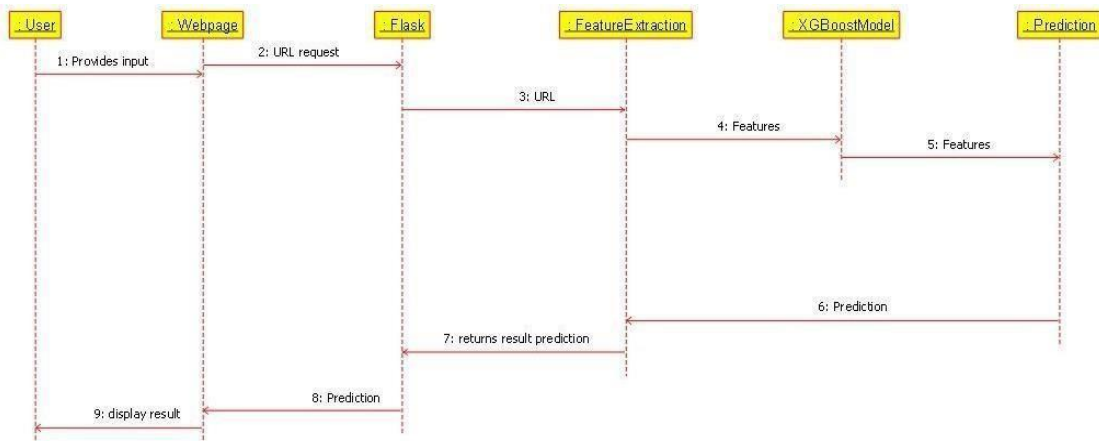 : User
: Webpage
: Flask
: FeatureExtraction
: XGBoostModel
: Prediction
1: Provides input
2: URL request
3: URL
4: Features
5: Features
6: Prediction
7: returns result prediction
8: Prediction
9: display result